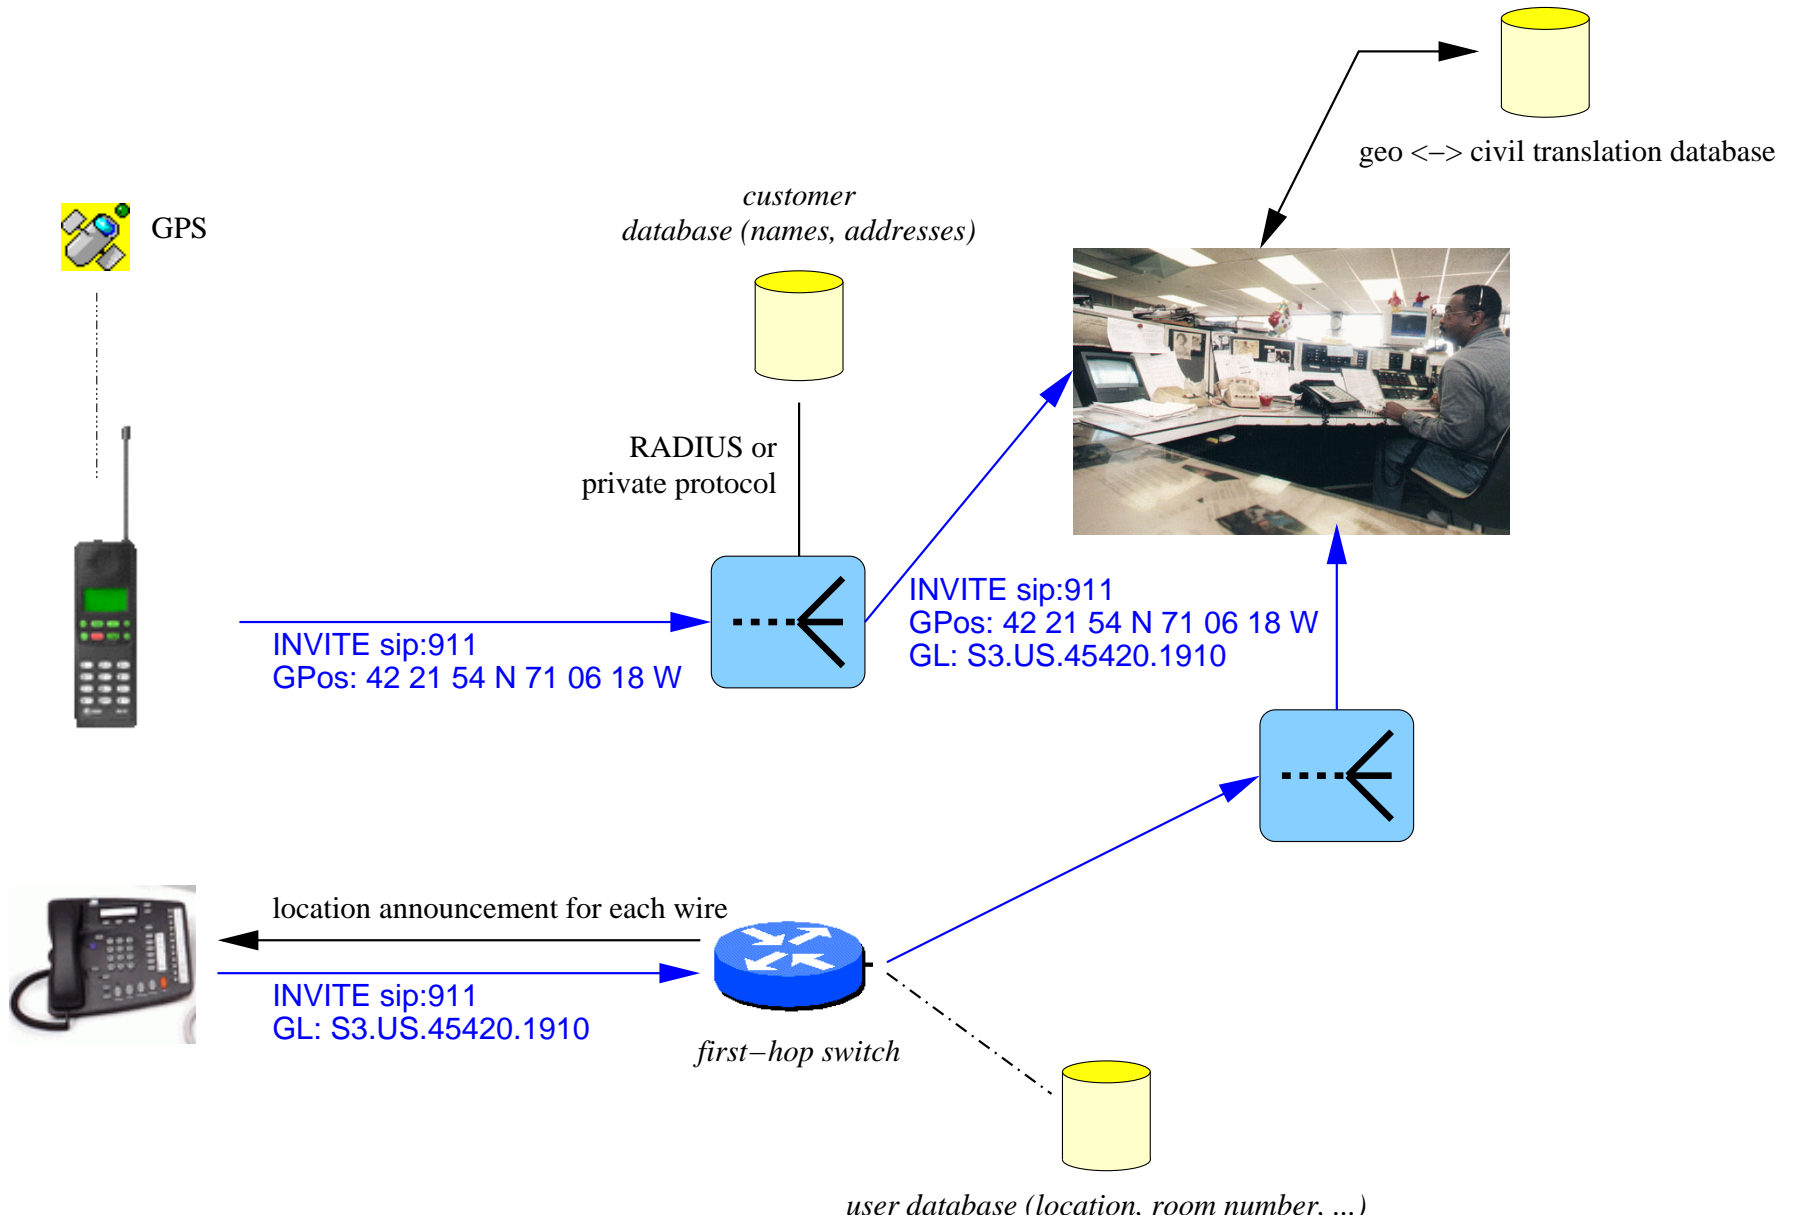 geo <−> civil translation database
GPS
customer
database (names, addresses)
RADIUS or
private protocol
INVITE sip:911
GPos: 42 21 54 N 71 06 18 W
INVITE sip:911
GPos: 42 21 54 N 71 06 18 W
GL: S3.US.45420.1910
location announcement for each wire
INVITE sip:911
GL: S3.US.45420.1910
first−hop switch
user database (location, room number, ...)